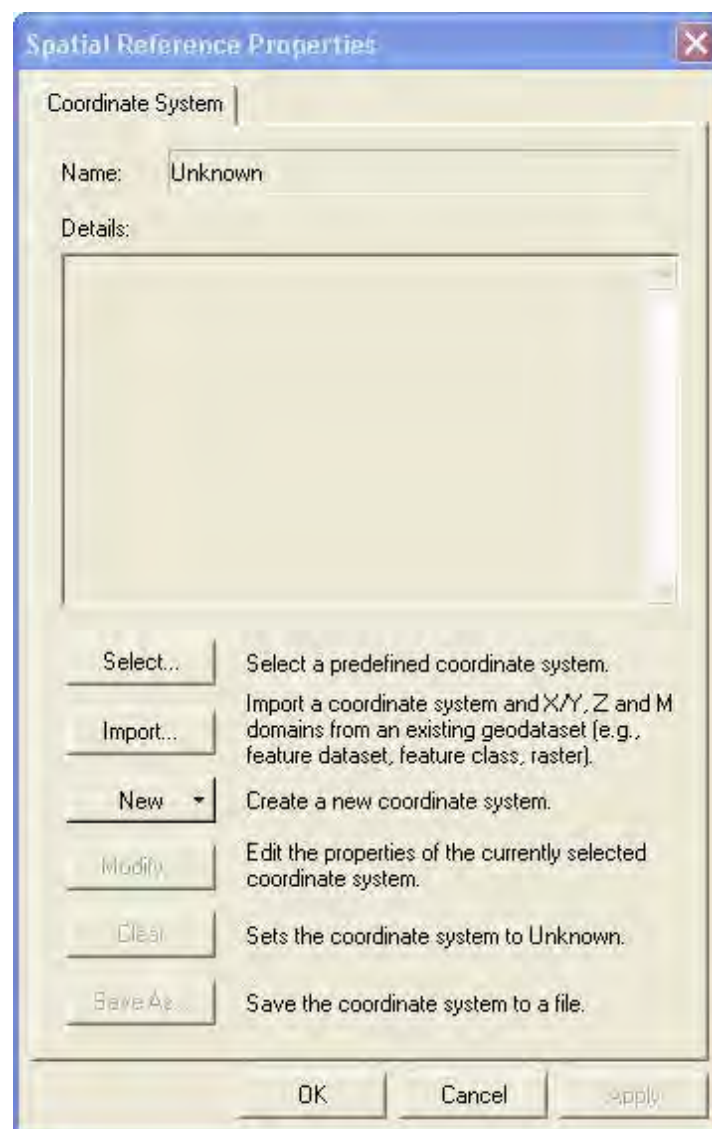 Spatial Reference Properties
Coordinate System
Name: Unknown
Details:
Select... Select a predefined coordinate system.
Import... Import a coordinate system and X/Y, Z and M
domains from an existing geodataset (e.g.,
feature dataset, feature class, raster).
New Create a new coordinate system.
Modify... Edit the properties of the currently selected
coordinate system.
Clear Sets the coordinate system to Unknown.
Save As... Save the coordinate system to a file.
OK Cancel Apply